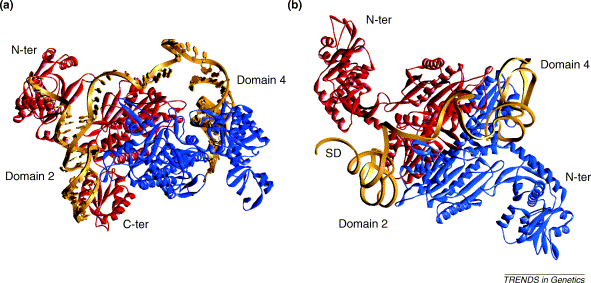 (a)
N-ter
Domain 4
Domain 2
C-ter
(b)
N-ter
Domain 4
SD
N-ter
Domain 2
TRENDS in Genetics